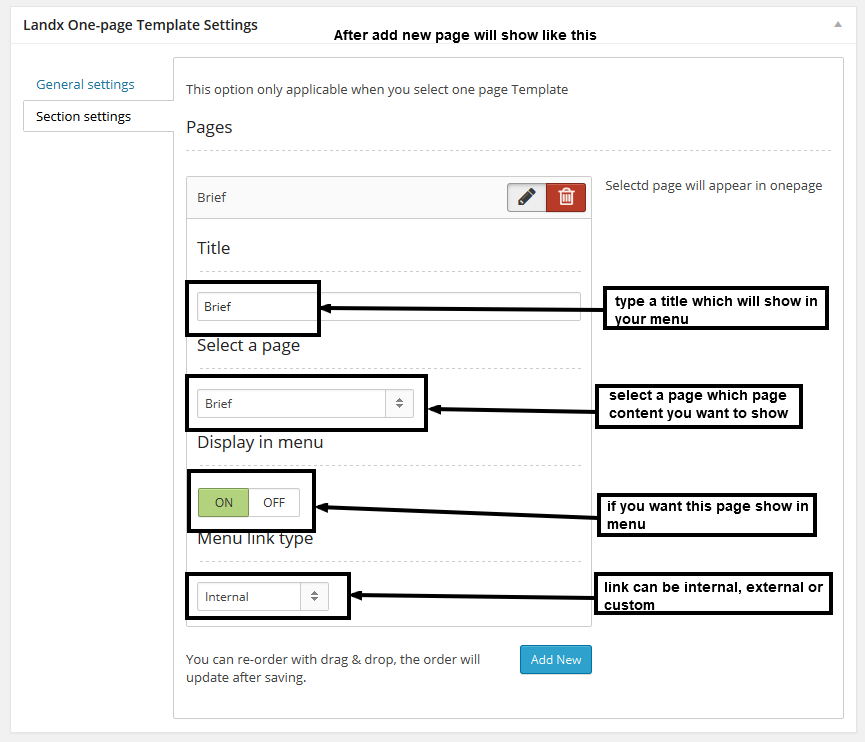 Landx One-page Template Settings
After add new page will show like this
General settings
Section settings
This option only applicable when you select one page Template
Pages
Brief
Selectd page will appear in onepage
Title
Brief
type a title which will show in
your menu
Select a page
Brief
select a page which page
content you want to show
Display in menu
ON OFF
if you want this page show in
menu
Menu link type
Internal
link can be internal, external or
custom
You can re-order with drag & drop, the order will
update after saving.
Add New